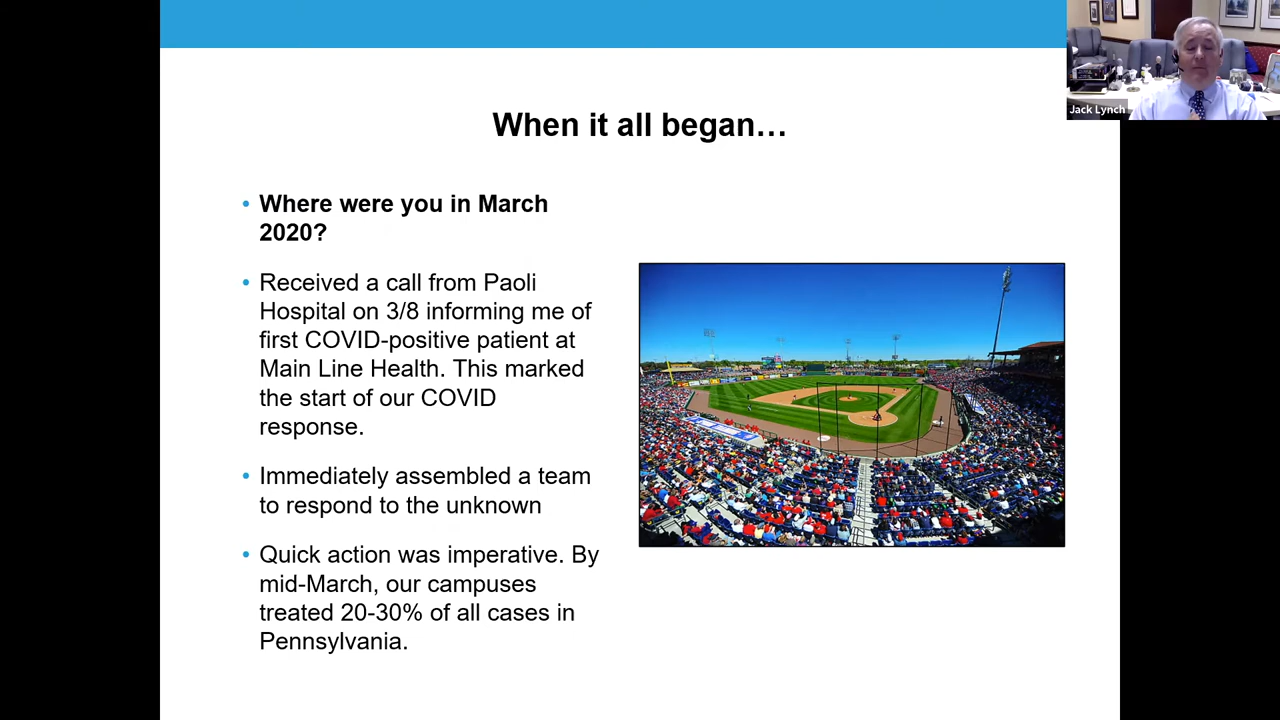 Jack Lynch
When it all began…
• Where were you in March
2020?
• Received a call from Paoli
Hospital on 3/8 informing me of
first COVID-positive patient at
Main Line Health. This marked
the start of our COVID
response.
• Immediately assembled a team
to respond to the unknown
• Quick action was imperative. By
mid-March, our campuses
treated 20-30% of all cases in
Pennsylvania.